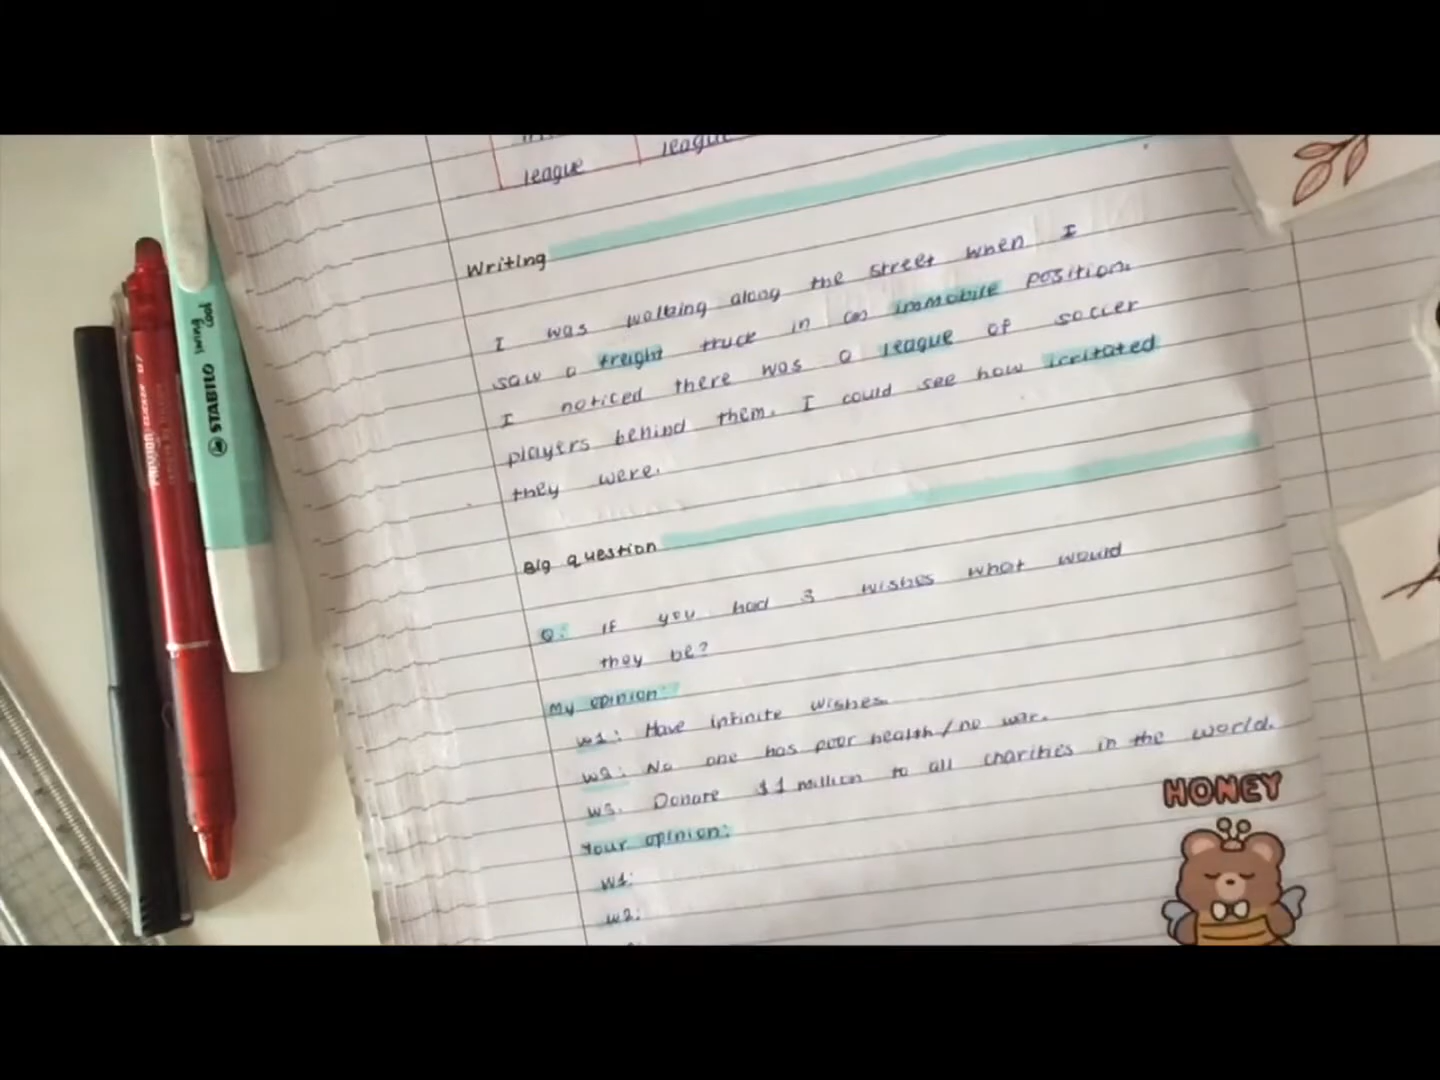 league league
Writing
I was walking along the street when I
saw a freight truck in an immobile position.
I noticed there was a league of soccer
players behind them. I could see how irritated
they were.
Big question
Q: If you had 3 wishes what would
they be?
My opinion:
W1: Have infinite wishes.
W2: No one has poor health/no war.
W3. Donate $1 million to all charities in the world.
Your opinion:
W1:
W2:
HONEY
STABILO
swing cool